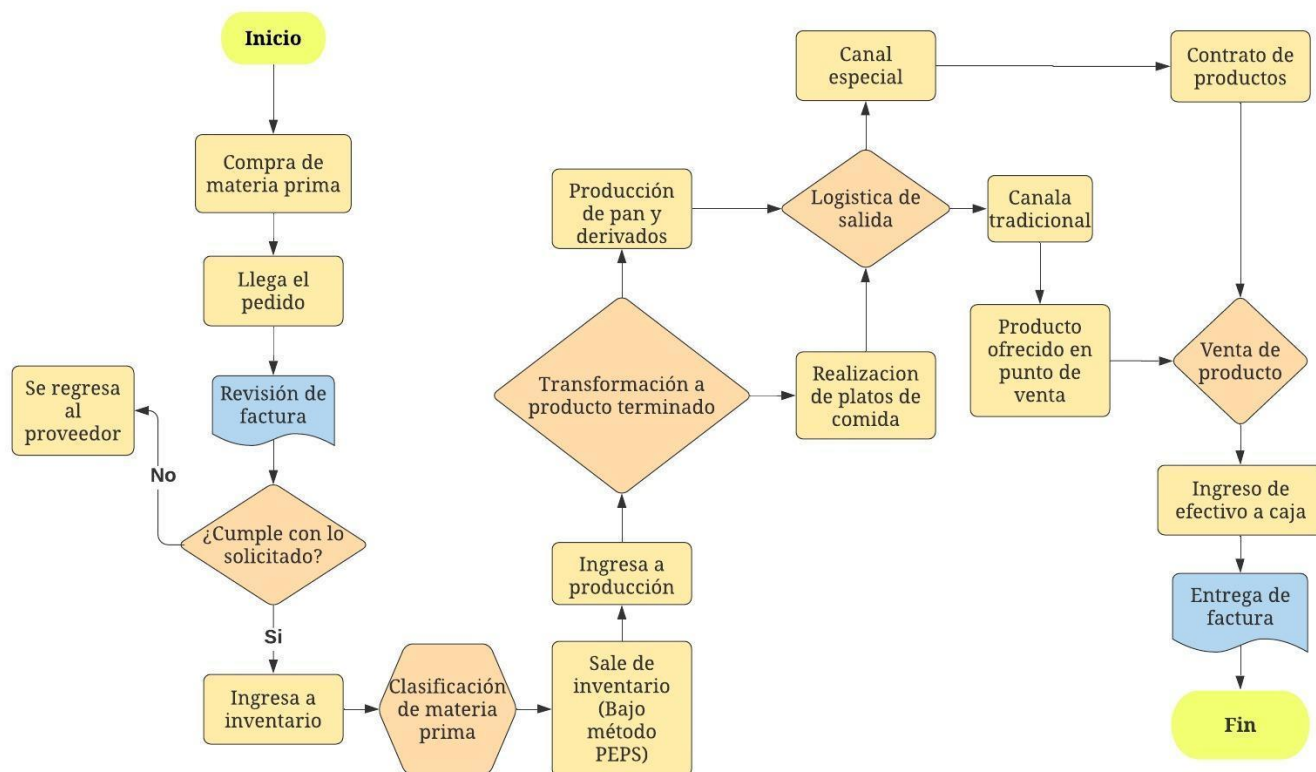 Inicio
Compra de
materia prima
Llega el
pedido
Revisión de
factura
Se regresa
al
proveedor
No
¿Cumple con lo
solicitado?
Si
Ingresa a
inventario
Clasificación
de materia
prima
Sale de
inventario
(Bajo
método
PEPS)
Ingresa a
producción
Transformación a
producto terminado
Producción
de pan y
derivados
Realizacion
de platos de
comida
Logistica de
salida
Canal
especial
Canala
tradicional
Contrato de
productos
Producto
ofrecido en
punto de
venta
Venta de
producto
Ingreso de
efectivo a caja
Entrega de
factura
Fin